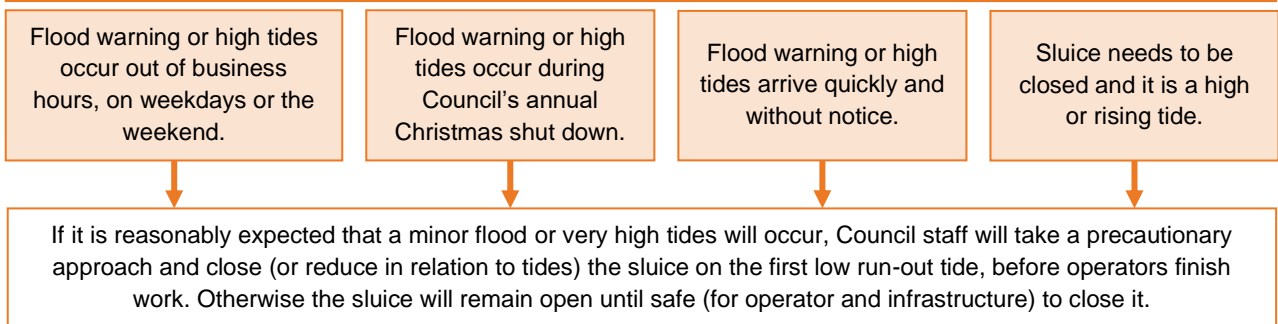 Flood warning or high tides
occur out of business
hours, on weekdays or the
weekend.
Flood warning or high
tides occur during
Council’s annual
Christmas shut down.
Flood warning or high
tides arrive quickly and
without notice.
Sluice needs to be
closed and it is a high
or rising tide.
If it is reasonably expected that a minor flood or very high tides will occur, Council staff will take a precautionary
approach and close (or reduce in relation to tides) the sluice on the first low run-out tide, before operators finish
work. Otherwise the sluice will remain open until safe (for operator and infrastructure) to close it.